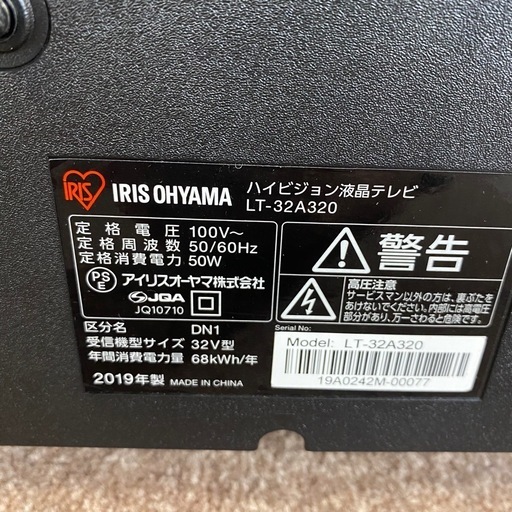 IRIS
IRIS OHYAMA
ハイビジョン液晶テレビ
LT-32A320
定格電圧 100V～
定格周波数 50/60Hz
定格消費電力 50W
PSE
アイリスオーヤマ株式会社
JQA
JQ10710
区分名 DN1
受信機型サイズ 32V型
年間消費電力量 68kWh/年
2019年製 MADE IN CHINA
警告
高圧注意
サービスマン以外の方は、裏ぶたをあけないでください。内部には高電圧部分が数多くあり、万一さわると危険です。
Serial No:
Model: LT-32A320
19A0242M-00077